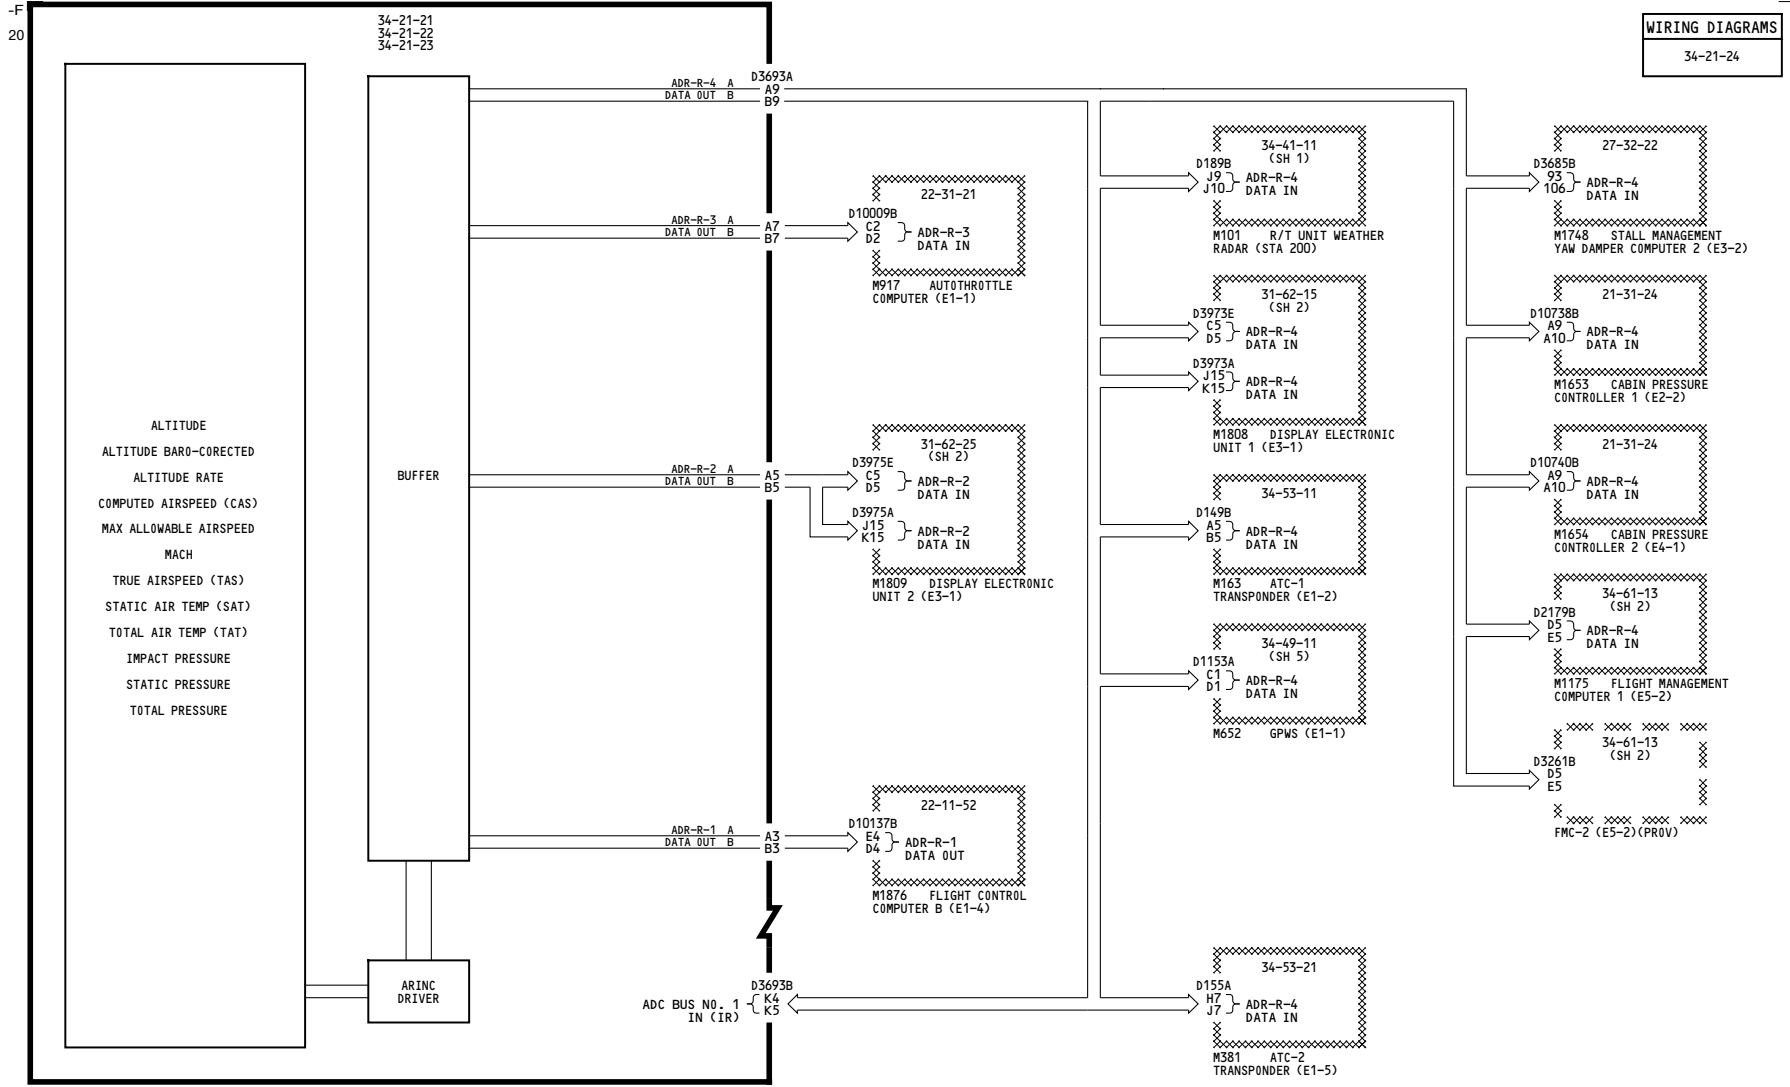 -F
20
34-21-21
34-21-22
34-21-23
WIRING DIAGRAMS
34-21-24
ALTITUDE
ALTITUDE BARO-CORECTED
ALTITUDE RATE
COMPUTED AIRSPEED (CAS)
MAX ALLOWABLE AIRSPEED
MACH
TRUE AIRSPEED (TAS)
STATIC AIR TEMP (SAT)
TOTAL AIR TEMP (TAT)
IMPACT PRESSURE
STATIC PRESSURE
TOTAL PRESSURE
BUFFER
ARINC
DRIVER
D3693A
ADR-R-4 A A9
DATA OUT B B9
ADR-R-3 A A7
DATA OUT B B7
ADR-R-2 A A5
DATA OUT B B5
ADR-R-1 A A3
DATA OUT B B3
D3693B
ADC BUS NO. 1 K4
IN (IR) K5
22-31-21
D10009B
C2
D2
ADR-R-3
DATA IN
M917 AUTOTHROTTLE
COMPUTER (E1-1)
31-62-25
(SH 2)
D3975E
C5
D5
ADR-R-2
DATA IN
D3975A
J15
K15
ADR-R-2
DATA IN
M1809 DISPLAY ELECTRONIC
UNIT 2 (E3-1)
22-11-52
D10137B
E4
D4
ADR-R-1
DATA OUT
M1876 FLIGHT CONTROL
COMPUTER B (E1-4)
34-41-11
(SH 1)
D189B
J9
J10
ADR-R-4
DATA IN
M101 R/T UNIT WEATHER
RADAR (STA 200)
31-62-15
(SH 2)
D3973E
C5
D5
ADR-R-4
DATA IN
D3973A
J15
K15
ADR-R-4
DATA IN
M1808 DISPLAY ELECTRONIC
UNIT 1 (E3-1)
34-53-11
D149B
A5
B5
ADR-R-4
DATA IN
M163 ATC-1
TRANSPONDER (E1-2)
34-49-11
(SH 5)
D1153A
C1
D1
ADR-R-4
DATA IN
M652 GPWS (E1-1)
34-53-21
D155A
H7
J7
ADR-R-4
DATA IN
M381 ATC-2
TRANSPONDER (E1-5)
27-32-22
D3685B
93
106
ADR-R-4
DATA IN
M1748 STALL MANAGEMENT
YAW DAMPER COMPUTER 2 (E3-2)
21-31-24
D10738B
A9
A10
ADR-R-4
DATA IN
M1653 CABIN PRESSURE
CONTROLLER 1 (E2-2)
21-31-24
D10740B
A9
A10
ADR-R-4
DATA IN
M1654 CABIN PRESSURE
CONTROLLER 2 (E4-1)
34-61-13
(SH 2)
D2179B
D5
E5
ADR-R-4
DATA IN
M1175 FLIGHT MANAGEMENT
COMPUTER 1 (E5-2)
34-61-13
(SH 2)
D3261B
D5
E5
FMC-2 (E5-2)(PROV)